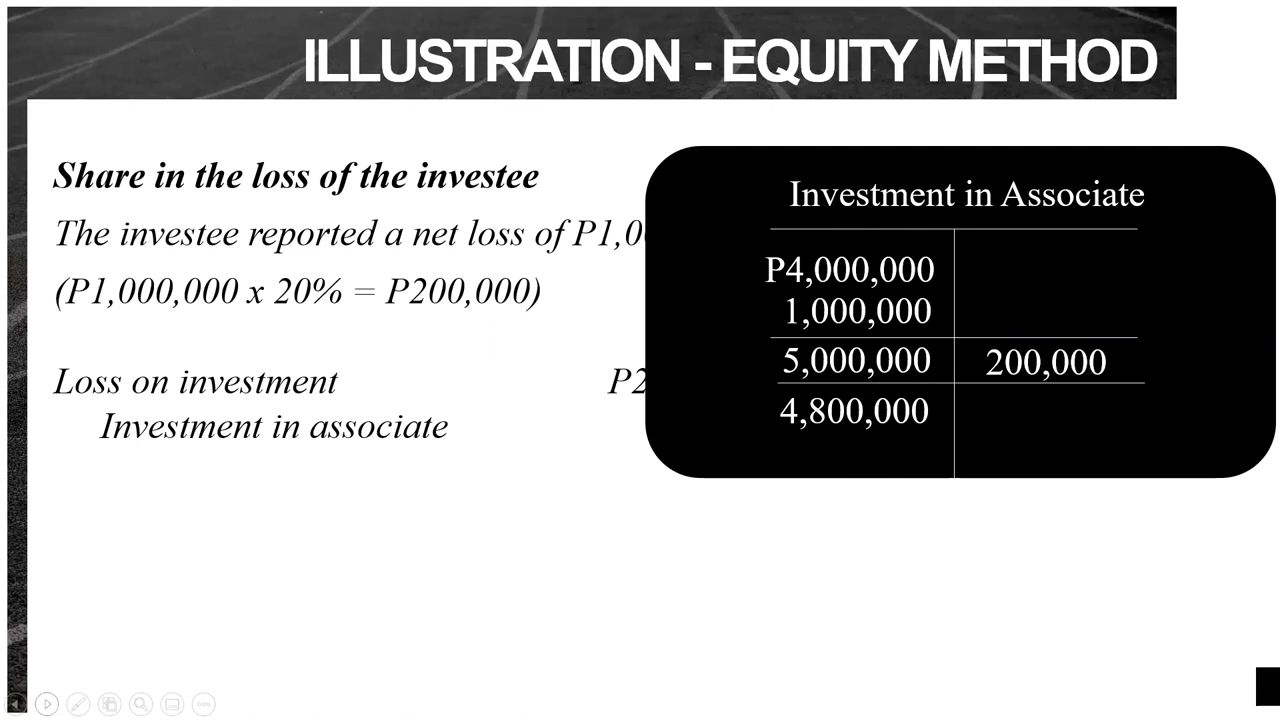 ILLUSTRATION - EQUITY METHOD
Share in the loss of the investee
The investee reported a net loss of P1,0
(P1,000,000 x 20% = P200,000)
Loss on investment P2
Investment in associate
Investment in Associate
P4,000,000
1,000,000
5,000,000 200,000
4,800,000